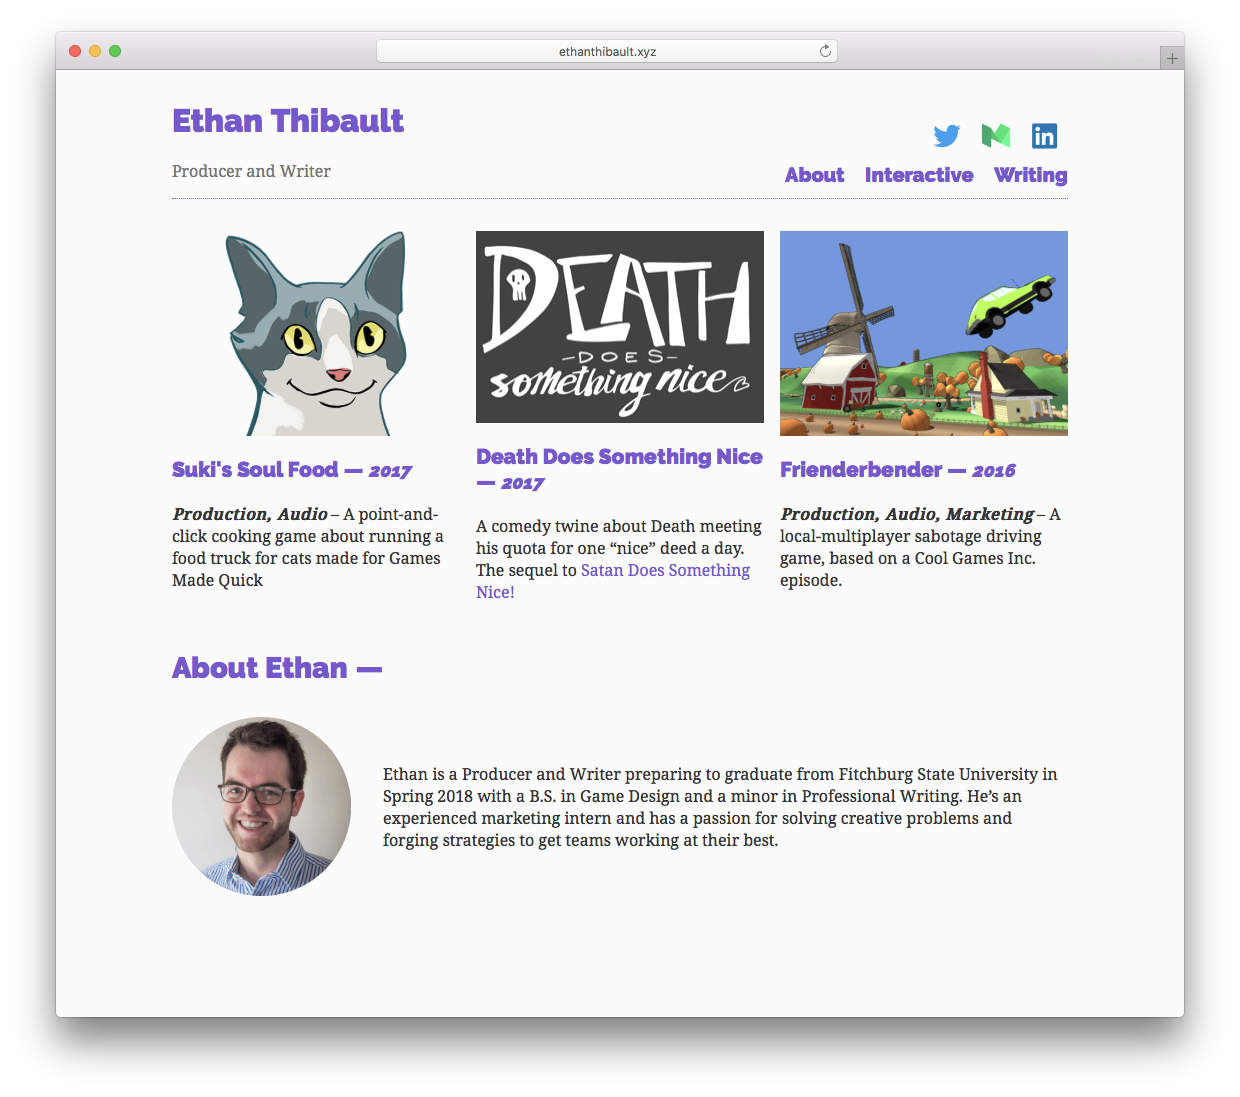 ethanthibault.xyz
Ethan Thibault
Producer and Writer
in
About Interactive Writing
DEATH
–DOES–
something nice
Suki's Soul Food — 2017
Production, Audio – A point-and-
click cooking game about running a
food truck for cats made for Games
Made Quick
Death Does Something Nice
— 2017
A comedy twine about Death meeting
his quota for one “nice” deed a day.
The sequel to Satan Does Something
Nice!
Frienderbender — 2016
Production, Audio, Marketing – A
local-multiplayer sabotage driving
game, based on a Cool Games Inc.
episode.
About Ethan —
Ethan is a Producer and Writer preparing to graduate from Fitchburg State University in
Spring 2018 with a B.S. in Game Design and a minor in Professional Writing. He’s an
experienced marketing intern and has a passion for solving creative problems and
forging strategies to get teams working at their best.